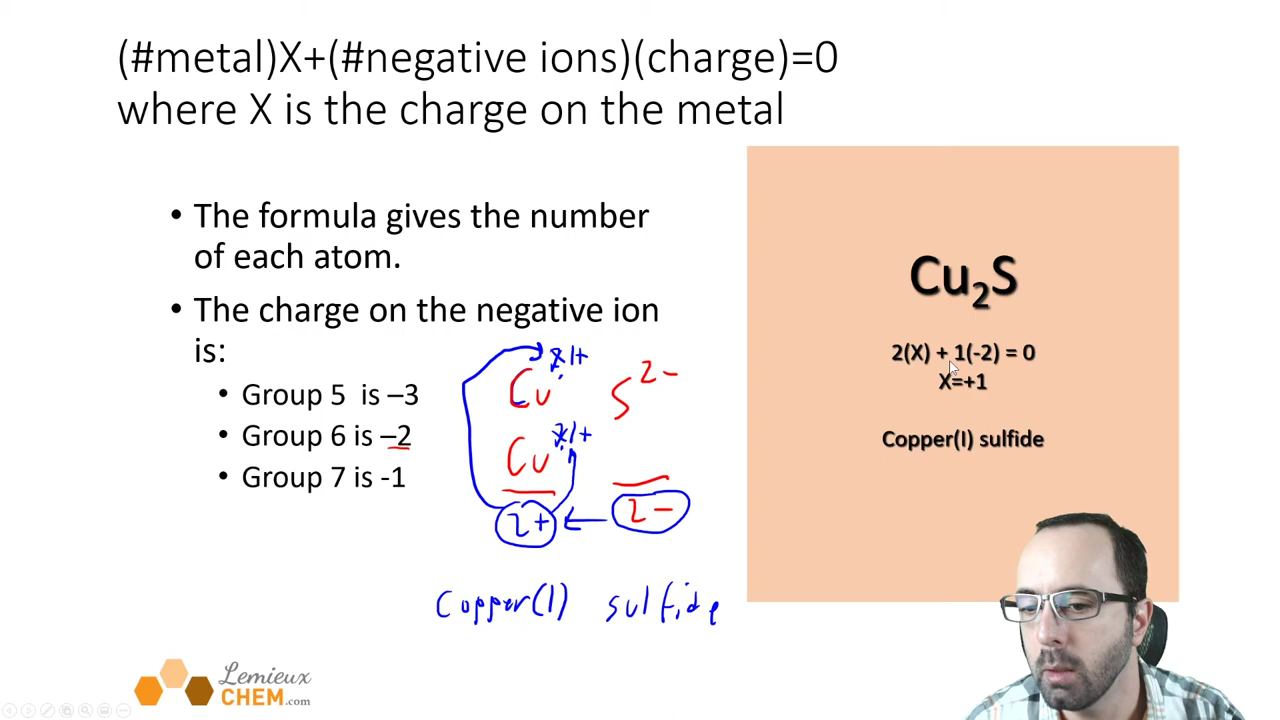 (#metal)X+(#negative ions)(charge)=0
where X is the charge on the metal
• The formula gives the number
of each atom.
• The charge on the negative ion
is:
• Group 5 is –3
• Group 6 is –2
• Group 7 is -1
X1+
Cu S2-
X1+
Cu
2+ 2-
Copper(I) sulfide
Cu₂S
2(X) + 1(-2) = 0
X=+1
Copper(I) sulfide
Lemieux
CHEM.com